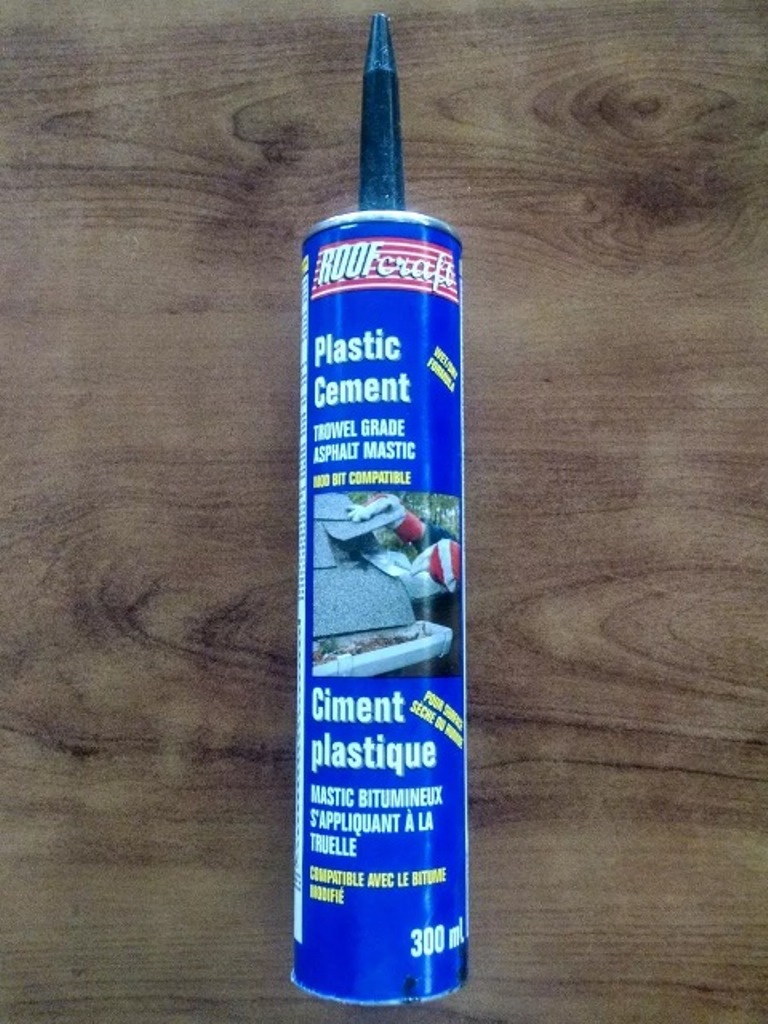 ROOFcraft
Plastic
Cement
WET/DRY
FORMULA
TROWEL GRADE
ASPHALT MASTIC
MOD BIT COMPATIBLE
Ciment
plastique
POUR SURFACE
SÈCHE OU HUMIDE
MASTIC BITUMINEUX
S'APPLIQUANT À LA
TRUELLE
COMPATIBLE AVEC LE BITUME
MODIFIÉ
300 ml